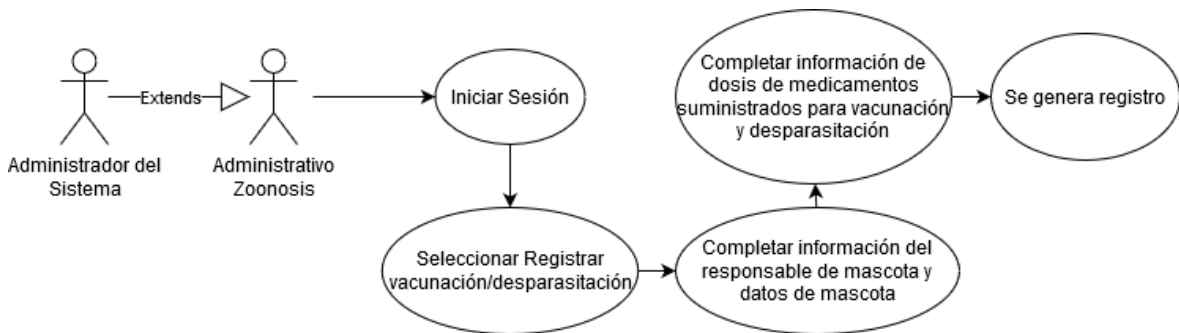 Extends
Administrador del
Sistema
Administrativo
Zoonosis
Iniciar Sesión
Seleccionar Registrar
vacunación/desparasitación
Completar información del
responsable de mascota y
datos de mascota
Completar información de
dosis de medicamentos
suministrados para vacunación
y desparasitación
Se genera registro